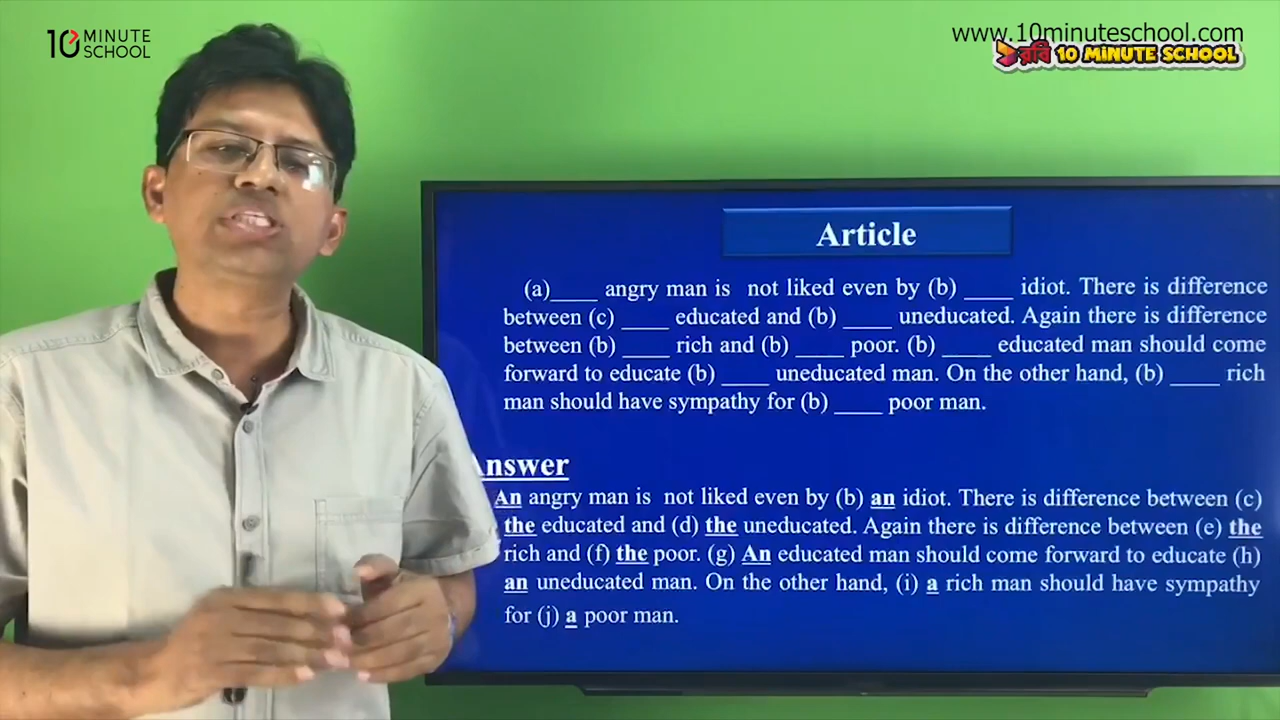 10 MINUTE
SCHOOL
www.10minuteschool.com
রবি 10 MiNUTE SCHOOL
Article
(a)____ angry man is not liked even by (b) ____ idiot. There is difference
between (c) ____ educated and (b) ____ uneducated. Again there is difference
between (b) ____ rich and (b) ____ poor. (b) ____ educated man should come
forward to educate (b) ____ uneducated man. On the other hand, (b) ____ rich
man should have sympathy for (b) ____ poor man.
Answer
An angry man is not liked even by (b) an idiot. There is difference between (c)
the educated and (d) the uneducated. Again there is difference between (e) the
rich and (f) the poor. (g) An educated man should come forward to educate (h)
an uneducated man. On the other hand, (i) a rich man should have sympathy
for (j) a poor man.